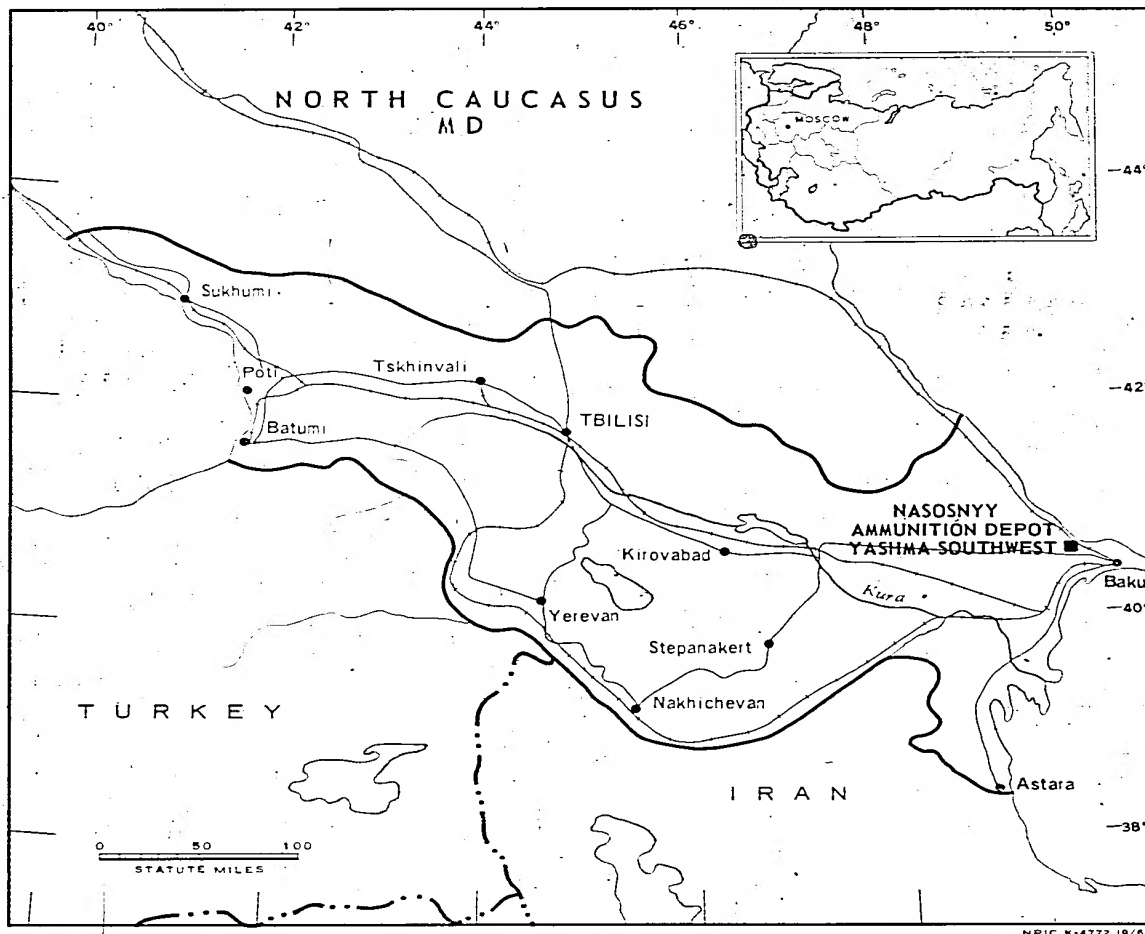 40°
42°
44°
46°
48°
50°
NORTH CAUCASUS
MD
MOSCOW
44°
Sukhumi
Poti
Tskhinvali
42°
TBILISI
Batumi
NASOSNYY
AMMUNITION DEPOT
YASHMA SOUTHWEST
Kirovabad
Baku
Kura
40°
Yerevan
Stepanakert
TURKEY
Nakhichevan
IRAN
Astara
38°
0 50 100
STATUTE MILES